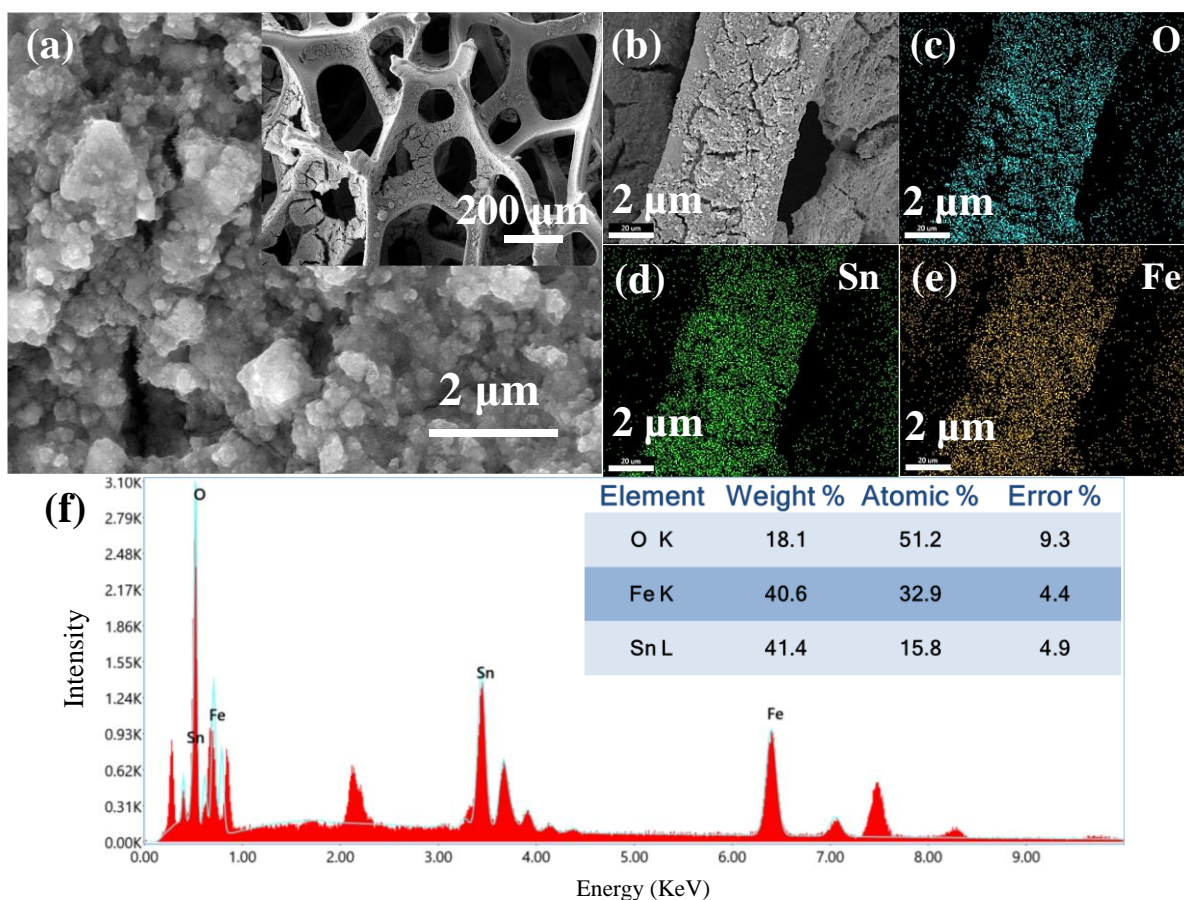 (a)
200 μm
2 μm
(b)
2 μm
20 um
(c)
O
2 μm
20 um
(d)
Sn
2 μm
20 um
(e)
Fe
2 μm
20 um
(f)
Element Weight % Atomic % Error %
O K 18.1 51.2 9.3
Fe K 40.6 32.9 4.4
Sn L 41.4 15.8 4.9
Intensity
3.10K
2.79K
2.48K
2.17K
1.86K
1.55K
1.24K
0.93K
0.62K
0.31K
0.00K
O
Sn
Fe
Sn
Fe
0.00 1.00 2.00 3.00 4.00 5.00 6.00 7.00 8.00 9.00
Energy (KeV)